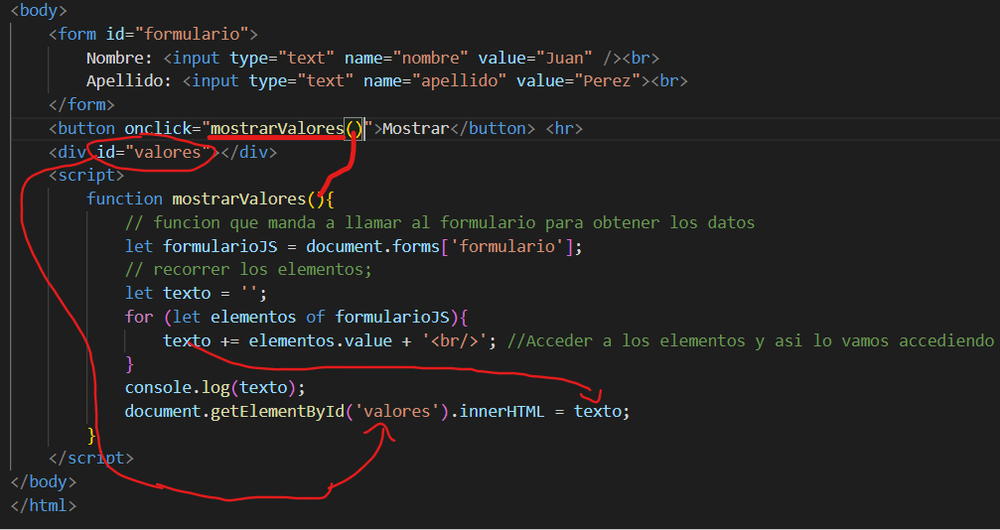 <body>
<form id="formulario">
Nombre: <input type="text" name="nombre" value="Juan" /><br>
Apellido: <input type="text" name="apellido" value="Perez"><br>
</form>
<button onclick="mostrarValores()">Mostrar</button> <hr>
<div id="valores"></div>
<script>
function mostrarValores(){
// funcion que manda a llamar al formulario para obtener los datos
let formularioJS = document.forms['formulario'];
// recorrer los elementos;
let texto = '';
for (let elementos of formularioJS){
texto += elementos.value + '<br/>'; //Acceder a los elementos y asi lo vamos accediendo
}
console.log(texto);
document.getElementById('valores').innerHTML = texto;
}
</script>
</body>
</html>